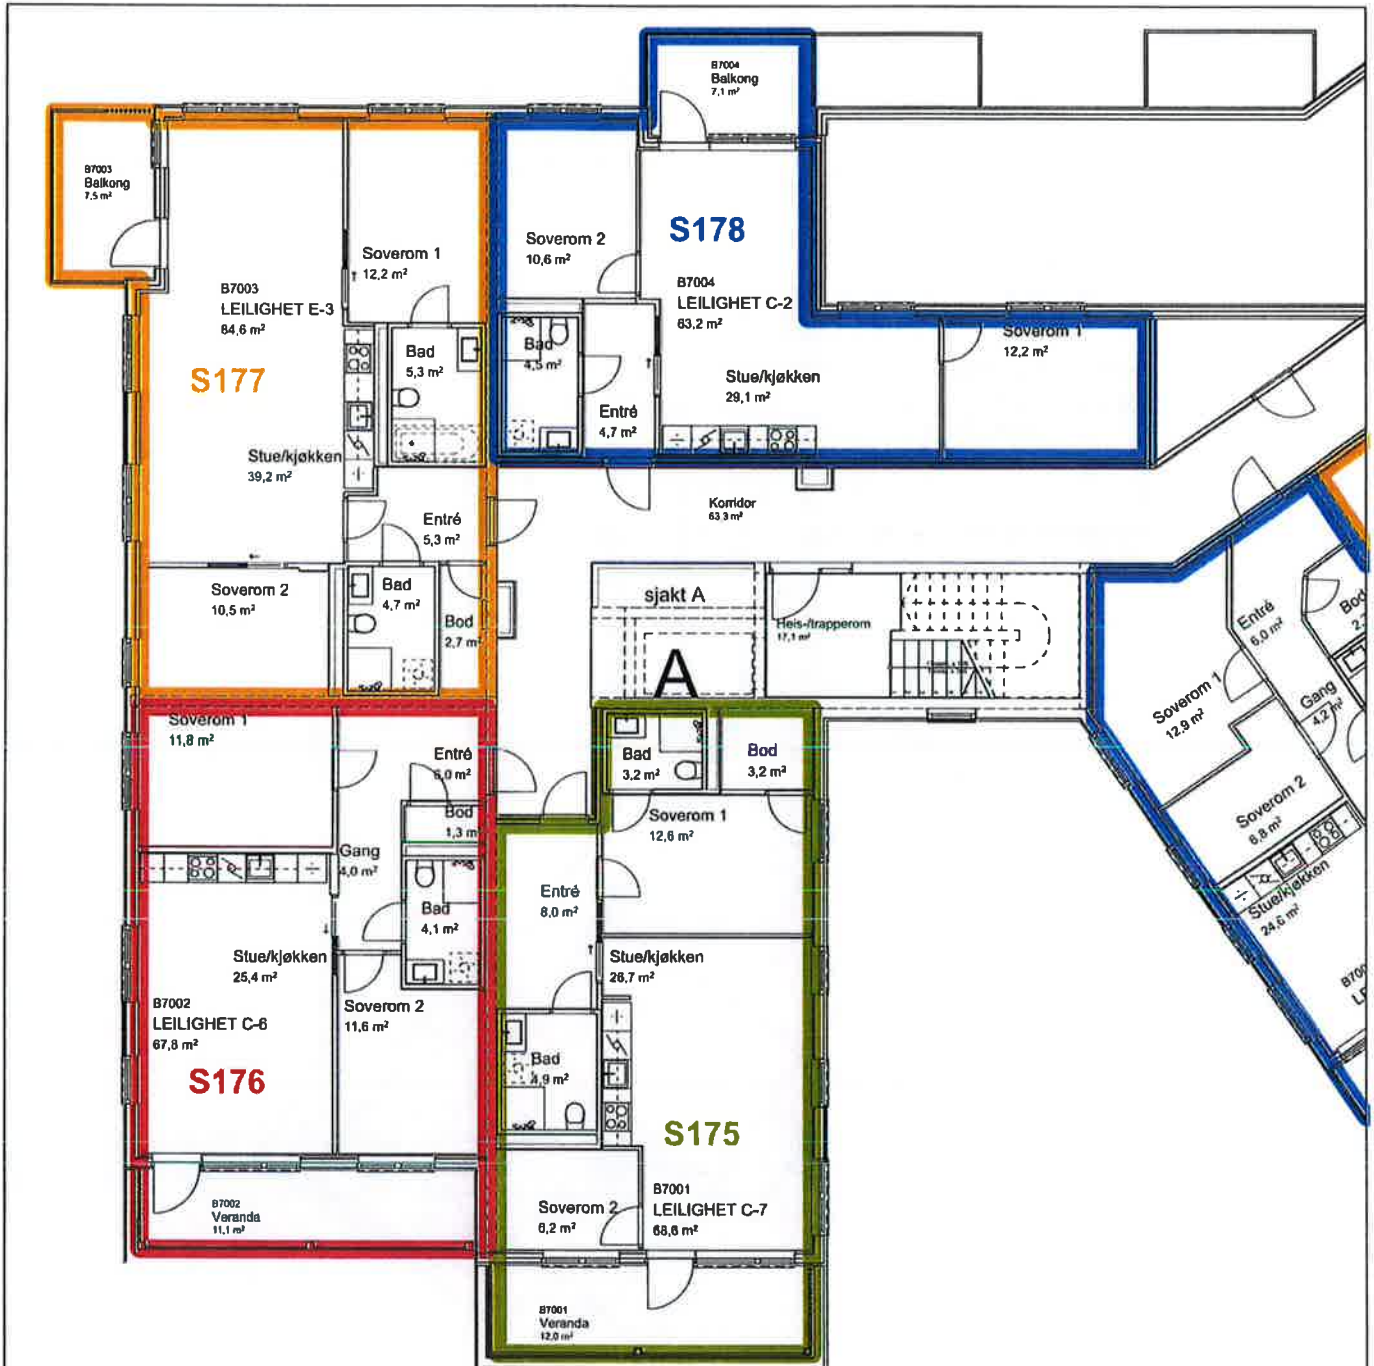 B7004
Balkong
7,1 m²
B7003
Balkong
7,5 m²
Soverom 1
12,2 m²
B7003
LEILIGHET E-3
84,6 m²
S177
Bad
5,3 m²
Stue/kjøkken
39,2 m²
Entré
5,3 m²
Soverom 2
10,5 m²
Bad
4,7 m²
Bod
2,7 m²
S178
Soverom 2
10,6 m²
B7004
LEILIGHET C-2
63,2 m²
Bad
4,5 m²
Entré
4,7 m²
Stue/kjøkken
29,1 m²
Soverom 1
12,2 m²
Korridor
63,3 m²
sjakt A
A
Heis-/trapperom
17,1 m²
Soverom 1
11,8 m²
Entré
6,0 m²
Bod
1,3 m
Gang
4,0 m²
Bad
4,1 m²
Stue/kjøkken
25,4 m²
Soverom 2
11,6 m²
B7002
LEILIGHET C-6
67,8 m²
S176
B7002
Veranda
11,1 m²
Bad
3,2 m²
Bod
3,2 m²
Soverom 1
12,6 m²
Entré
8,0 m²
Stue/kjøkken
26,7 m²
Bad
4,9 m²
S175
Soverom 2
6,2 m²
B7001
LEILIGHET C-7
68,6 m²
B7001
Veranda
12,0 m²
Entré
6,0 m²
Bod
2,
Soverom 1
12,9 m²
Gang
4,2 m²
Soverom 2
6,8 m²
Stue/kjøkken
24,6 m²
B700
LE